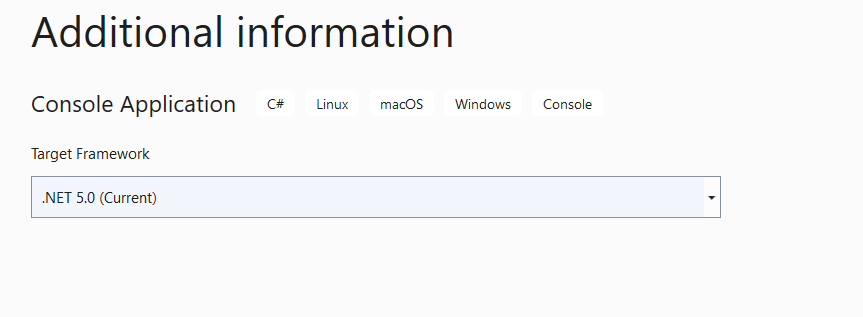 Additional information
Console Application C# Linux macOS Windows Console
Target Framework
.NET 5.0 (Current)